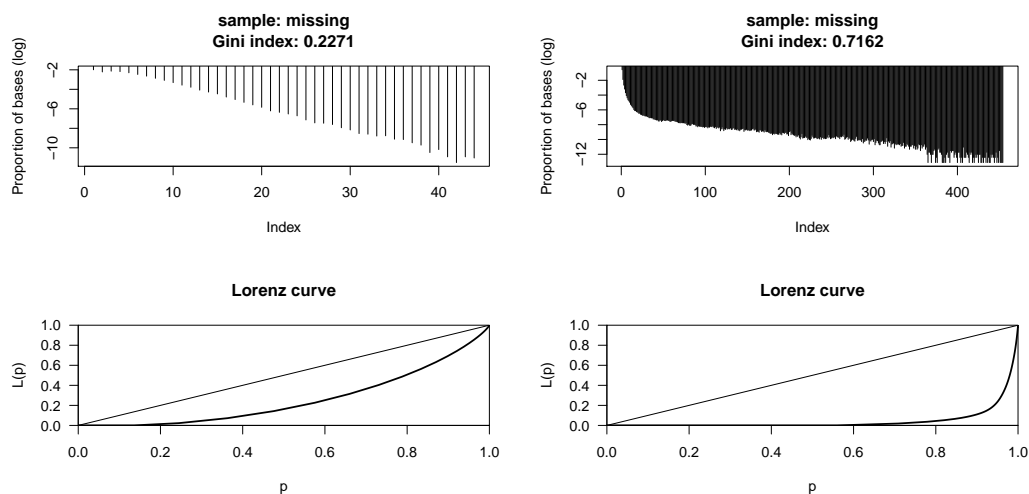 sample: missing
Gini index: 0.2271
Proportion of bases (log)
-2
-6
-10
0
10
20
30
40
Index
sample: missing
Gini index: 0.7162
Proportion of bases (log)
-2
-6
-12
0
100
200
300
400
Index
Lorenz curve
L(p)
1.0
0.8
0.6
0.4
0.2
0.0
0.0
0.2
0.4
0.6
0.8
1.0
p
Lorenz curve
L(p)
1.0
0.8
0.6
0.4
0.2
0.0
0.0
0.2
0.4
0.6
0.8
1.0
p